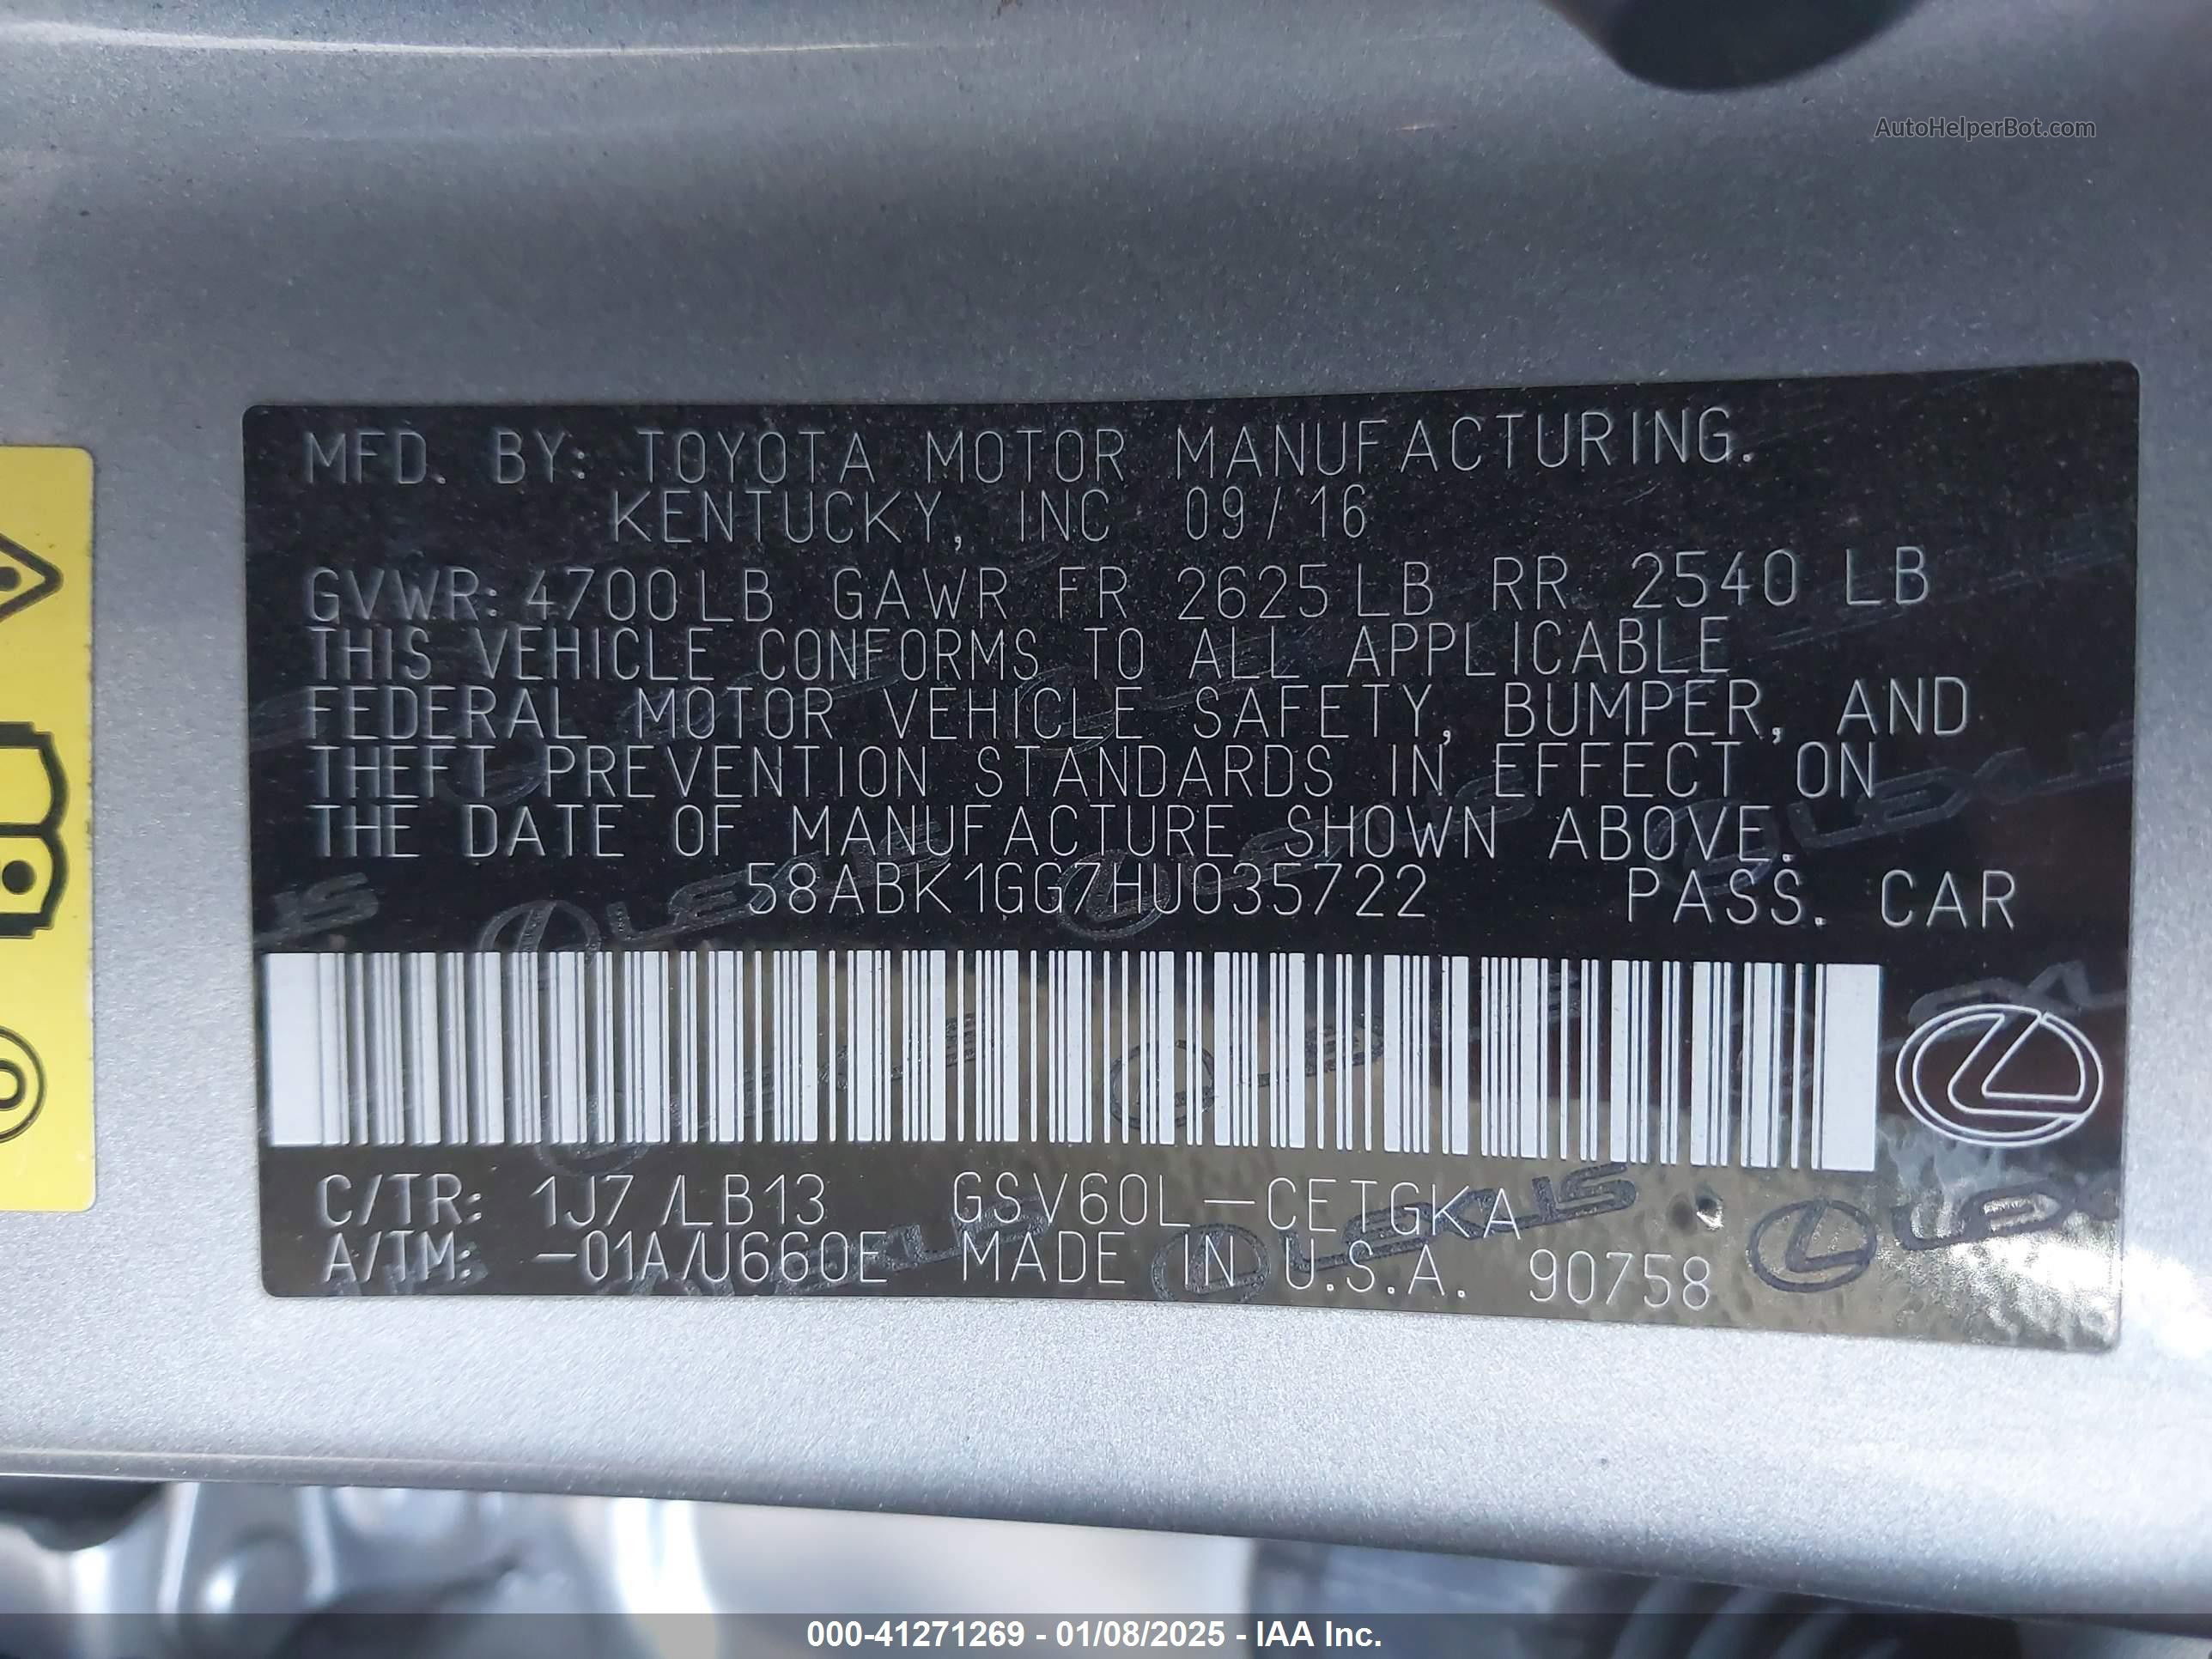 AutoHelperBot.com
MFD. BY: TOYOTA MOTOR MANUFACTURING.
KENTUCKY, INC 09/16
GVWR: 4700LB GAWR FR 2625LB RR 2540 LB
THIS VEHICLE CONFORMS TO ALL APPLICABLE
FEDERAL MOTOR VEHICLE SAFETY, BUMPER, AND
THEFT PREVENTION STANDARDS IN EFFECT ON
THE DATE OF MANUFACTURE SHOWN ABOVE.
58ABK1GG7HU035722 PASS. CAR
C/TR: 1J7 /LB13 GSV60L-CETGKA
A/TM: -01A/U660E MADE IN U.S.A. 90758
LEXUS
000-41271269 - 01/08/2025 - IAA Inc.